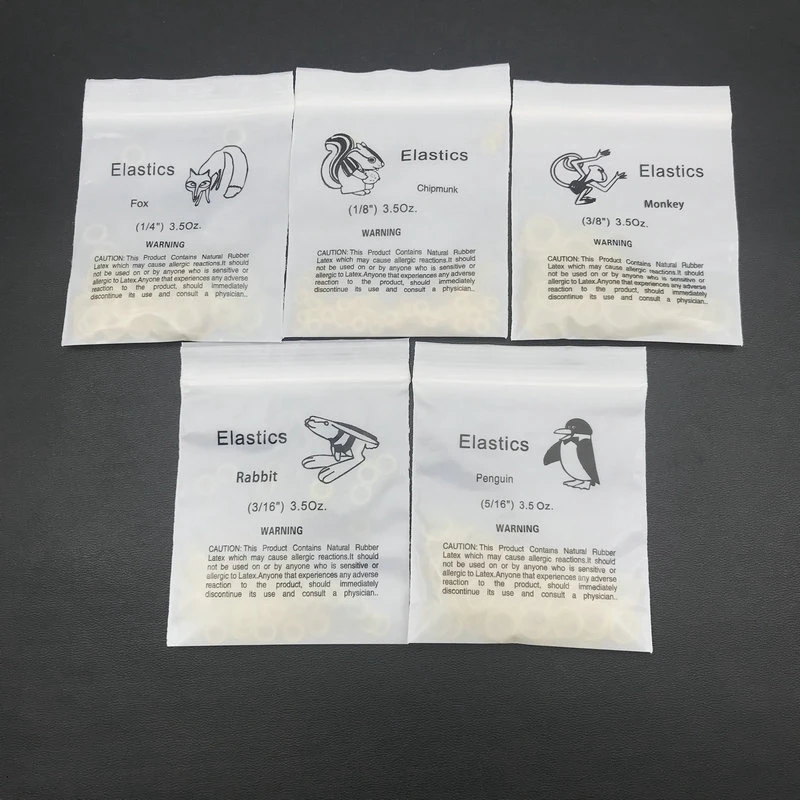 Elastics
Fox
(1/4") 3.5Oz.
WARNING
CAUTION: This Product Contains Natural Rubber
Latex which may cause allergic reactions.It should
not be used on or by anyone who is sensitive or
allergic to Latex.Anyone that experiences any adverse
reaction to the product, should immediately
discontinue its use and consult a physician..
Elastics
Chipmunk
(1/8") 3.5Oz.
WARNING
CAUTION: This Product Contains Natural Rubber
Latex which may cause allergic reactions.It should
not be used on or by anyone who is sensitive or
allergic to Latex.Anyone that experiences any adverse
reaction to the product, should immediately
discontinue its use and consult a physician..
Elastics
Monkey
(3/8") 3.5Oz.
WARNING
CAUTION: This Product Contains Natural Rubber
Latex which may cause allergic reactions.It should
not be used on or by anyone who is sensitive or
allergic to Latex.Anyone that experiences any adverse
reaction to the product, should immediately
discontinue its use and consult a physician..
Elastics
Rabbit
(3/16") 3.5Oz.
WARNING
CAUTION: This Product Contains Natural Rubber
Latex which may cause allergic reactions.It should
not be used on or by anyone who is sensitive or
allergic to Latex.Anyone that experiences any adverse
reaction to the product, should immediately
discontinue its use and consult a physician..
Elastics
Penguin
(5/16") 3.5Oz.
WARNING
CAUTION: This Product Contains Natural Rubber
Latex which may cause allergic reactions.It should
not be used on or by anyone who is sensitive or
allergic to Latex.Anyone that experiences any adverse
reaction to the product, should immediately
discontinue its use and consult a physician..